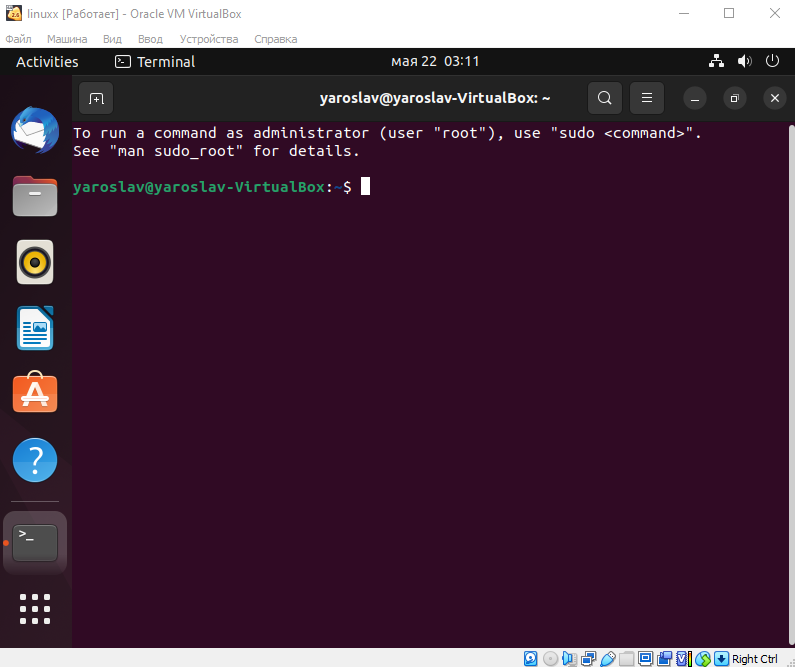 linuxx [Работает] - Oracle VM VirtualBox
Файл Машина Вид Ввод Устройства Справка
Activities Terminal мая 22 03:11
yaroslav@yaroslav-VirtualBox: ~
To run a command as administrator (user "root"), use "sudo <command>".
See "man sudo_root" for details.
yaroslav@yaroslav-VirtualBox:~$
Right Ctrl